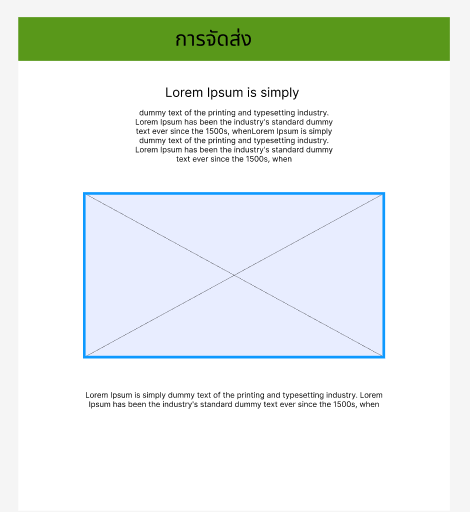 การจัดส่ง
Lorem Ipsum is simply
dummy text of the printing and typesetting industry.
Lorem Ipsum has been the industry's standard dummy
text ever since the 1500s, whenLorem Ipsum is simply
dummy text of the printing and typesetting industry.
Lorem Ipsum has been the industry's standard dummy
text ever since the 1500s, when
Lorem Ipsum is simply dummy text of the printing and typesetting industry. Lorem
Ipsum has been the industry's standard dummy text ever since the 1500s, when